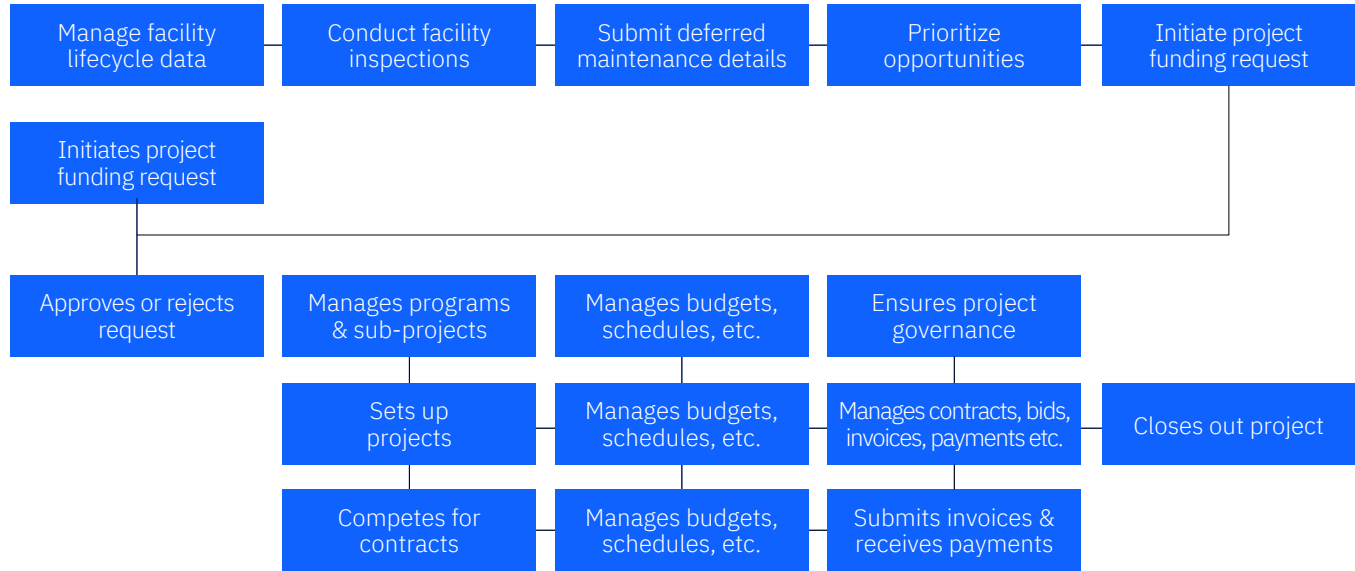 Manage facility
lifecycle data
Conduct facility
inspections
Submit deferred
maintenance details
Prioritize
opportunities
Initiate project
funding request
Initiates project
funding request
Approves or rejects
request
Manages programs
& sub-projects
Manages budgets,
schedules, etc.
Ensures project
governance
Sets up
projects
Manages budgets,
schedules, etc.
Manages contracts, bids,
invoices, payments etc.
Closes out project
Competes for
contracts
Manages budgets,
schedules, etc.
Submits invoices &
receives payments